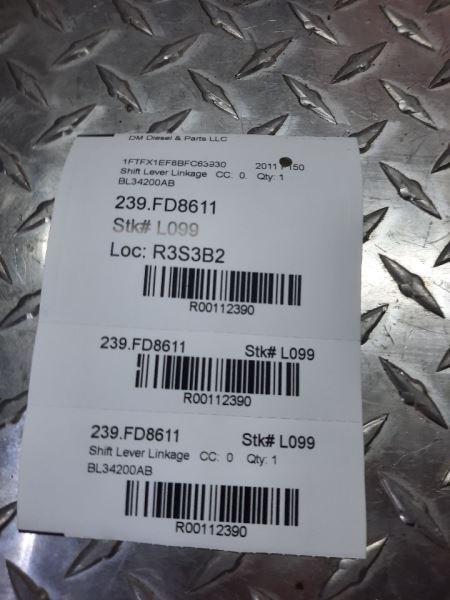 DM Diesel & Parts LLC
1FTFX1EF8BFC63930 2011 F150
Shift Lever Linkage CC: 0. Qty: 1
BL34200AB
239.FD8611
Stk# L099
Loc: R3S3B2
R00112390
239.FD8611 Stk# L099
R00112390
239.FD8611 Stk# L099
Shift Lever Linkage CC: 0 Qty: 1
BL34200AB
R00112390